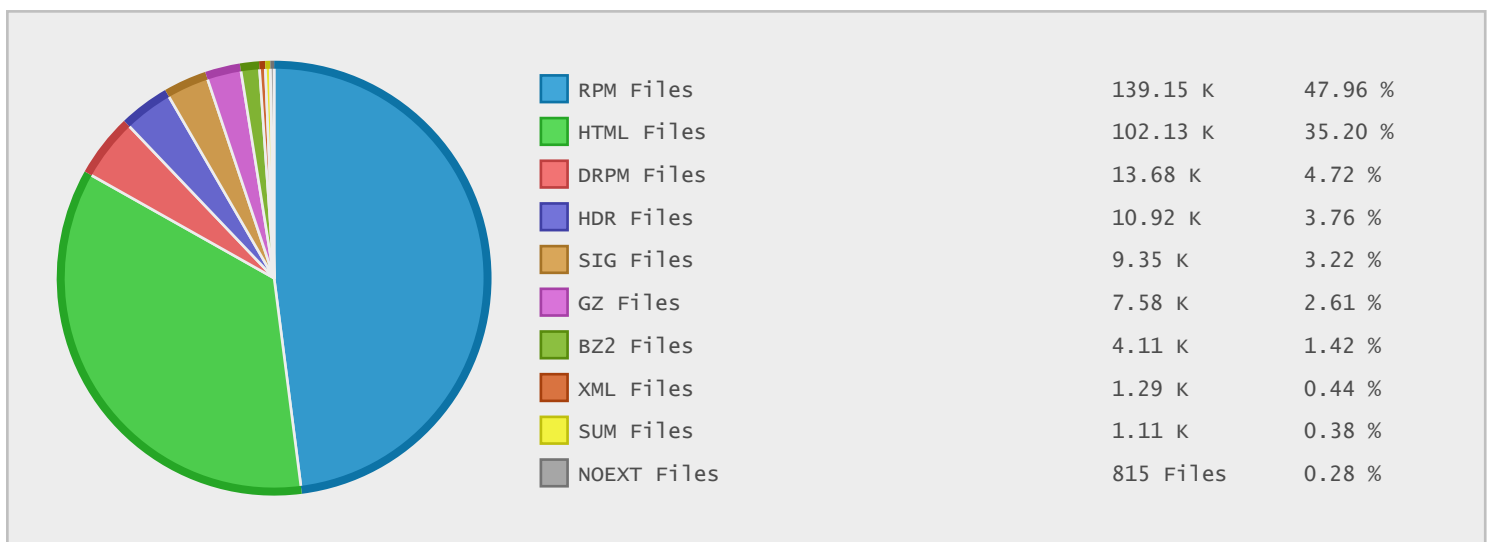 RPM Files 139.15 K 47.96 %
HTML Files 102.13 K 35.20 %
DRPM Files 13.68 K 4.72 %
HDR Files 10.92 K 3.76 %
SIG Files 9.35 K 3.22 %
GZ Files 7.58 K 2.61 %
BZ2 Files 4.11 K 1.42 %
XML Files 1.29 K 0.44 %
SUM Files 1.11 K 0.38 %
NOEXT Files 815 Files 0.28 %